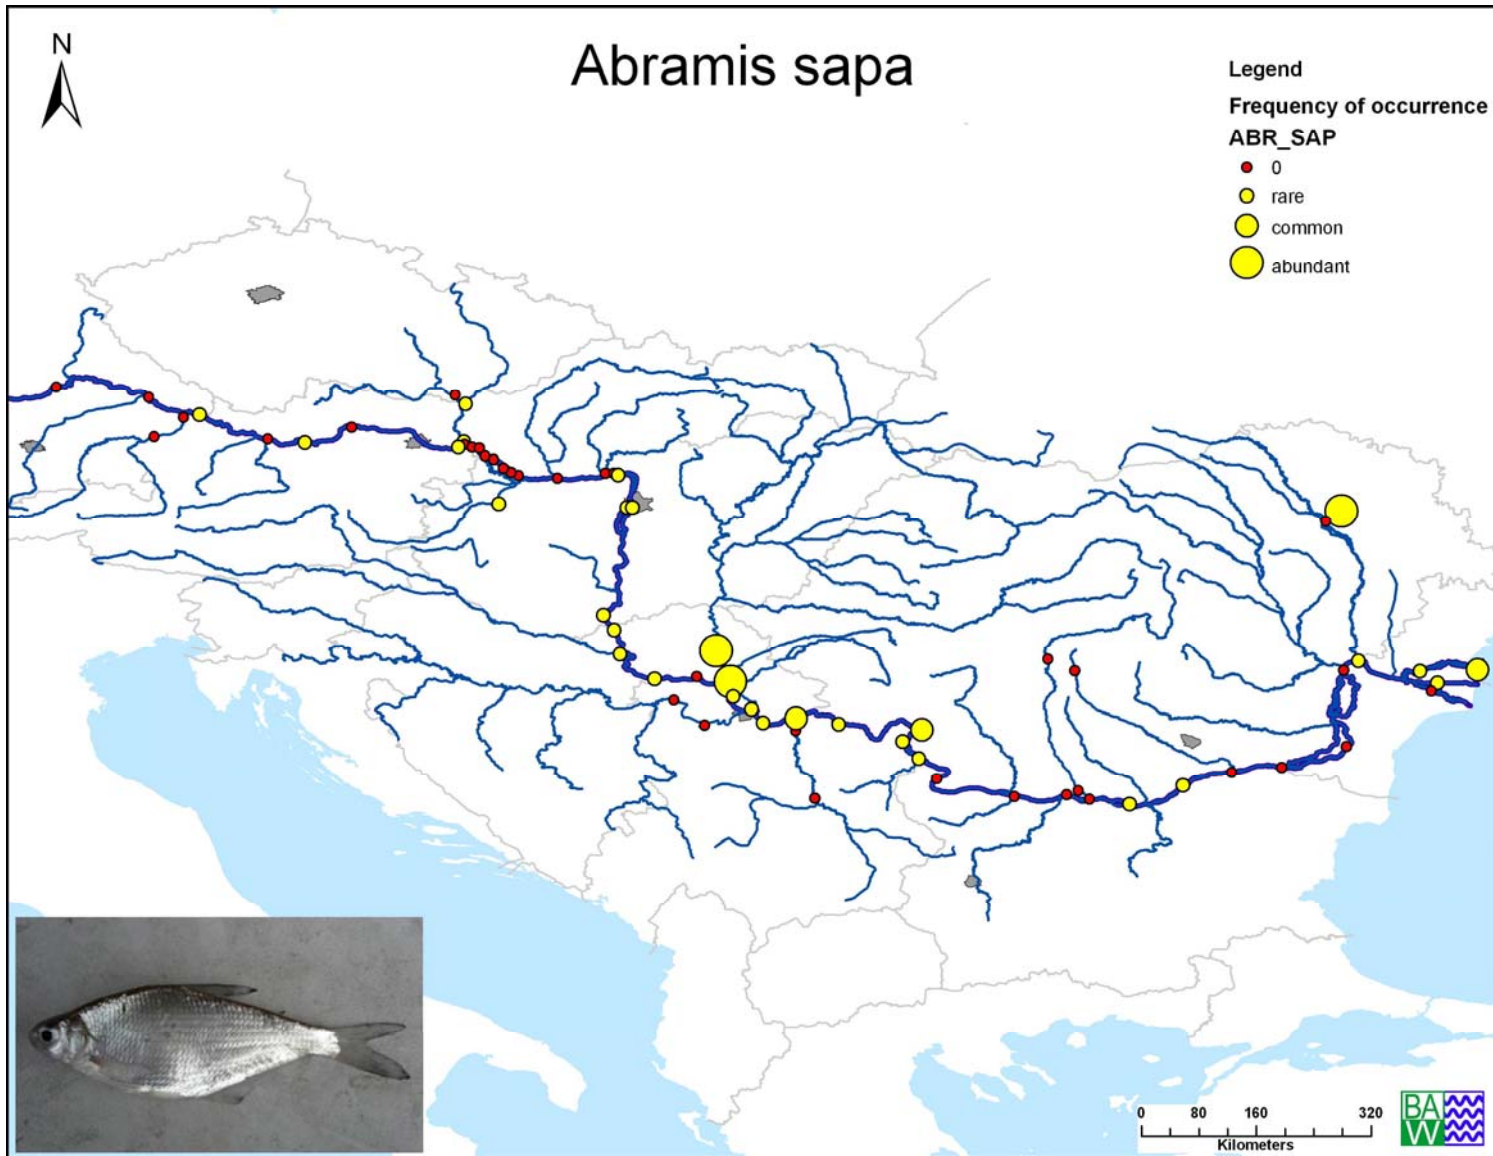 N
Abramis sapa
Legend
Frequency of occurrence
ABR_SAP
0
rare
common
abundant
0 80 160 320
Kilometers
BA
W